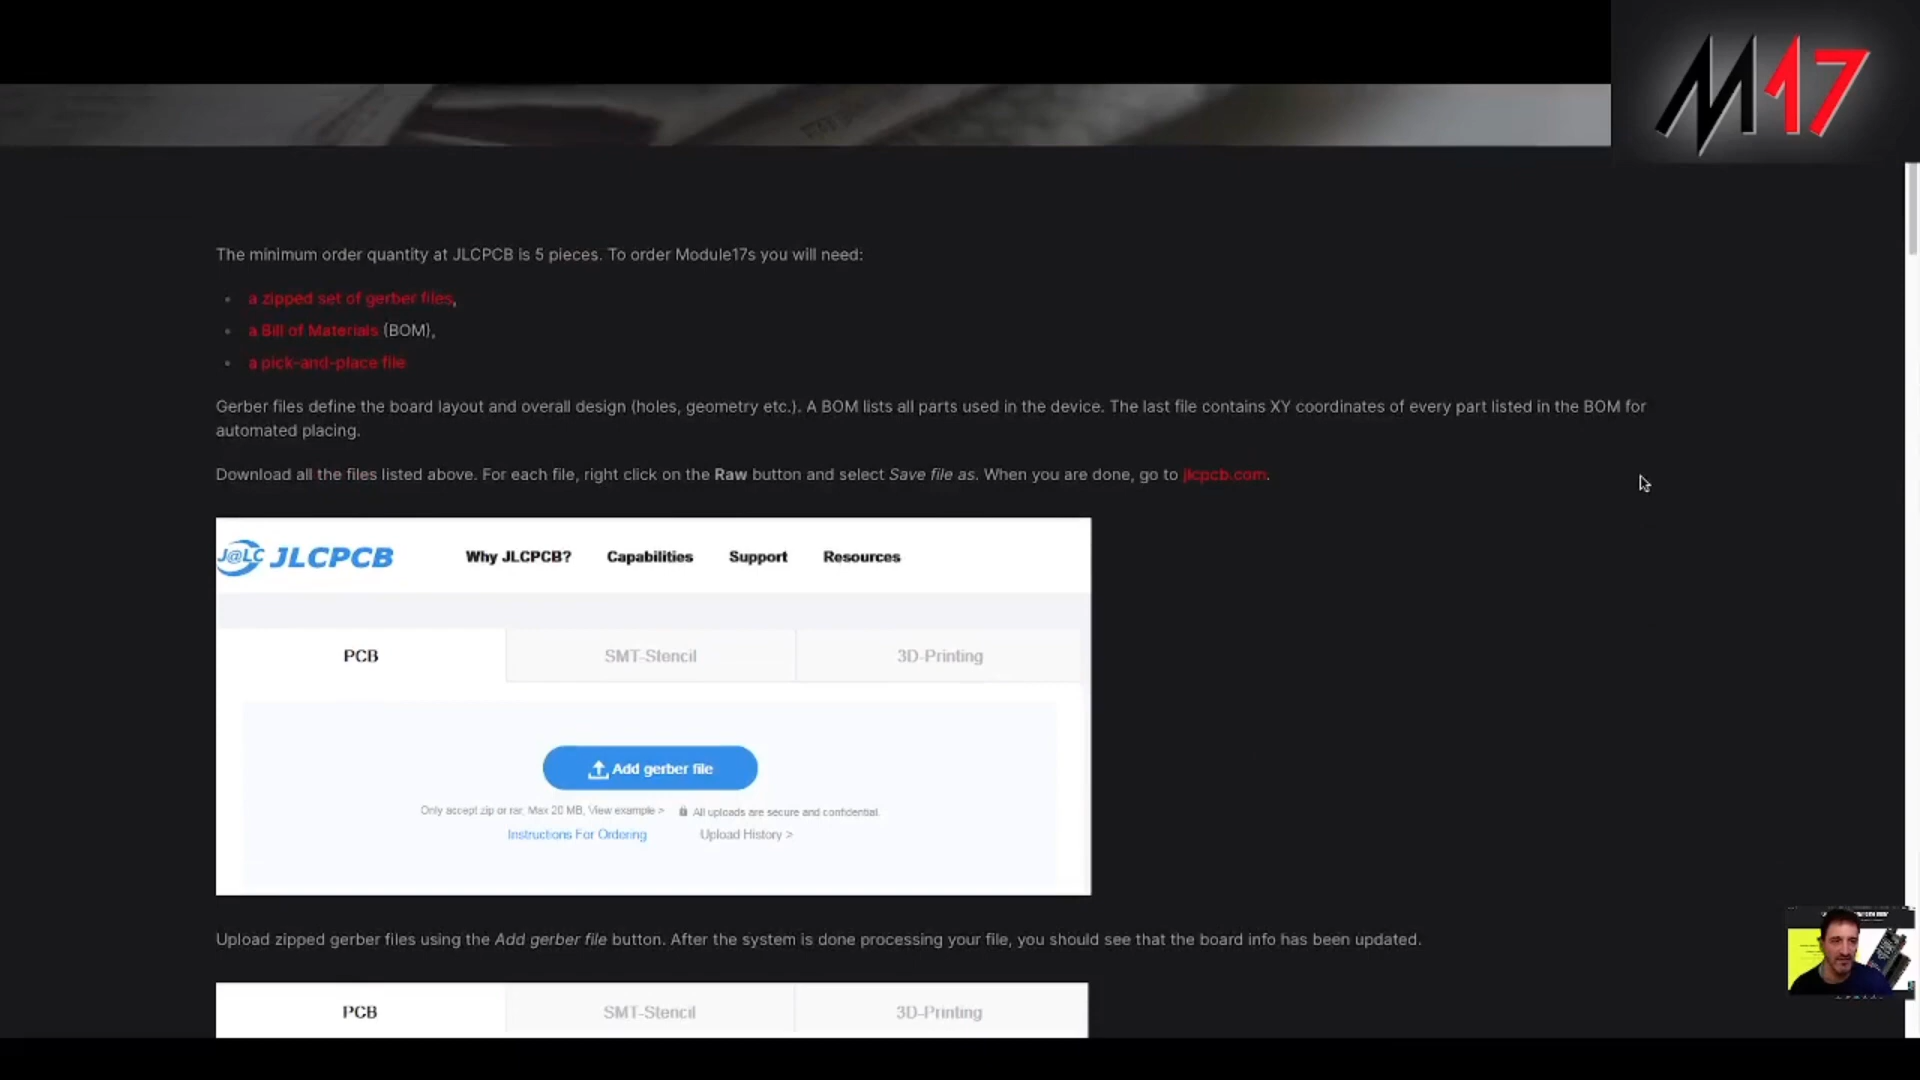 M17
The minimum order quantity at JLCPCB is 5 pieces. To order Module17s you will need:
a zipped set of gerber files,
a Bill of Materials (BOM),
a pick-and-place file
Gerber files define the board layout and overall design (holes, geometry etc.). A BOM lists all parts used in the device. The last file contains XY coordinates of every part listed in the BOM for
automated placing.
Download all the files listed above. For each file, right click on the Raw button and select Save file as. When you are done, go to jlcpcb.com.
J@LC JLCPCB Why JLCPCB? Capabilities Support Resources
PCB SMT-Stencil 3D-Printing
Add gerber file
Only accept zip or rar, Max 20 MB, View example > All uploads are secure and confidential.
Instructions For Ordering Upload History >
Upload zipped gerber files using the Add gerber file button. After the system is done processing your file, you should see that the board info has been updated.
PCB SMT-Stencil 3D-Printing